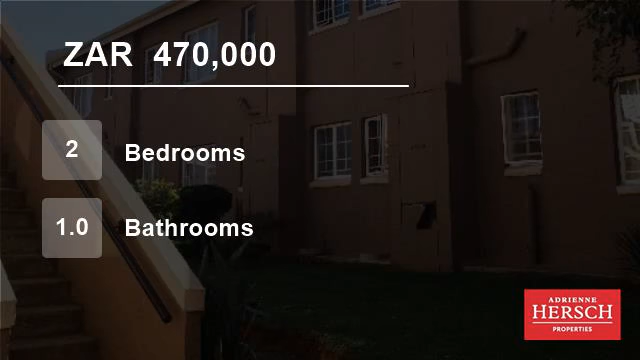 ZAR 470,000
2 Bedrooms
1.0 Bathrooms
ADRIENNE
HERSCH
PROPERTIES